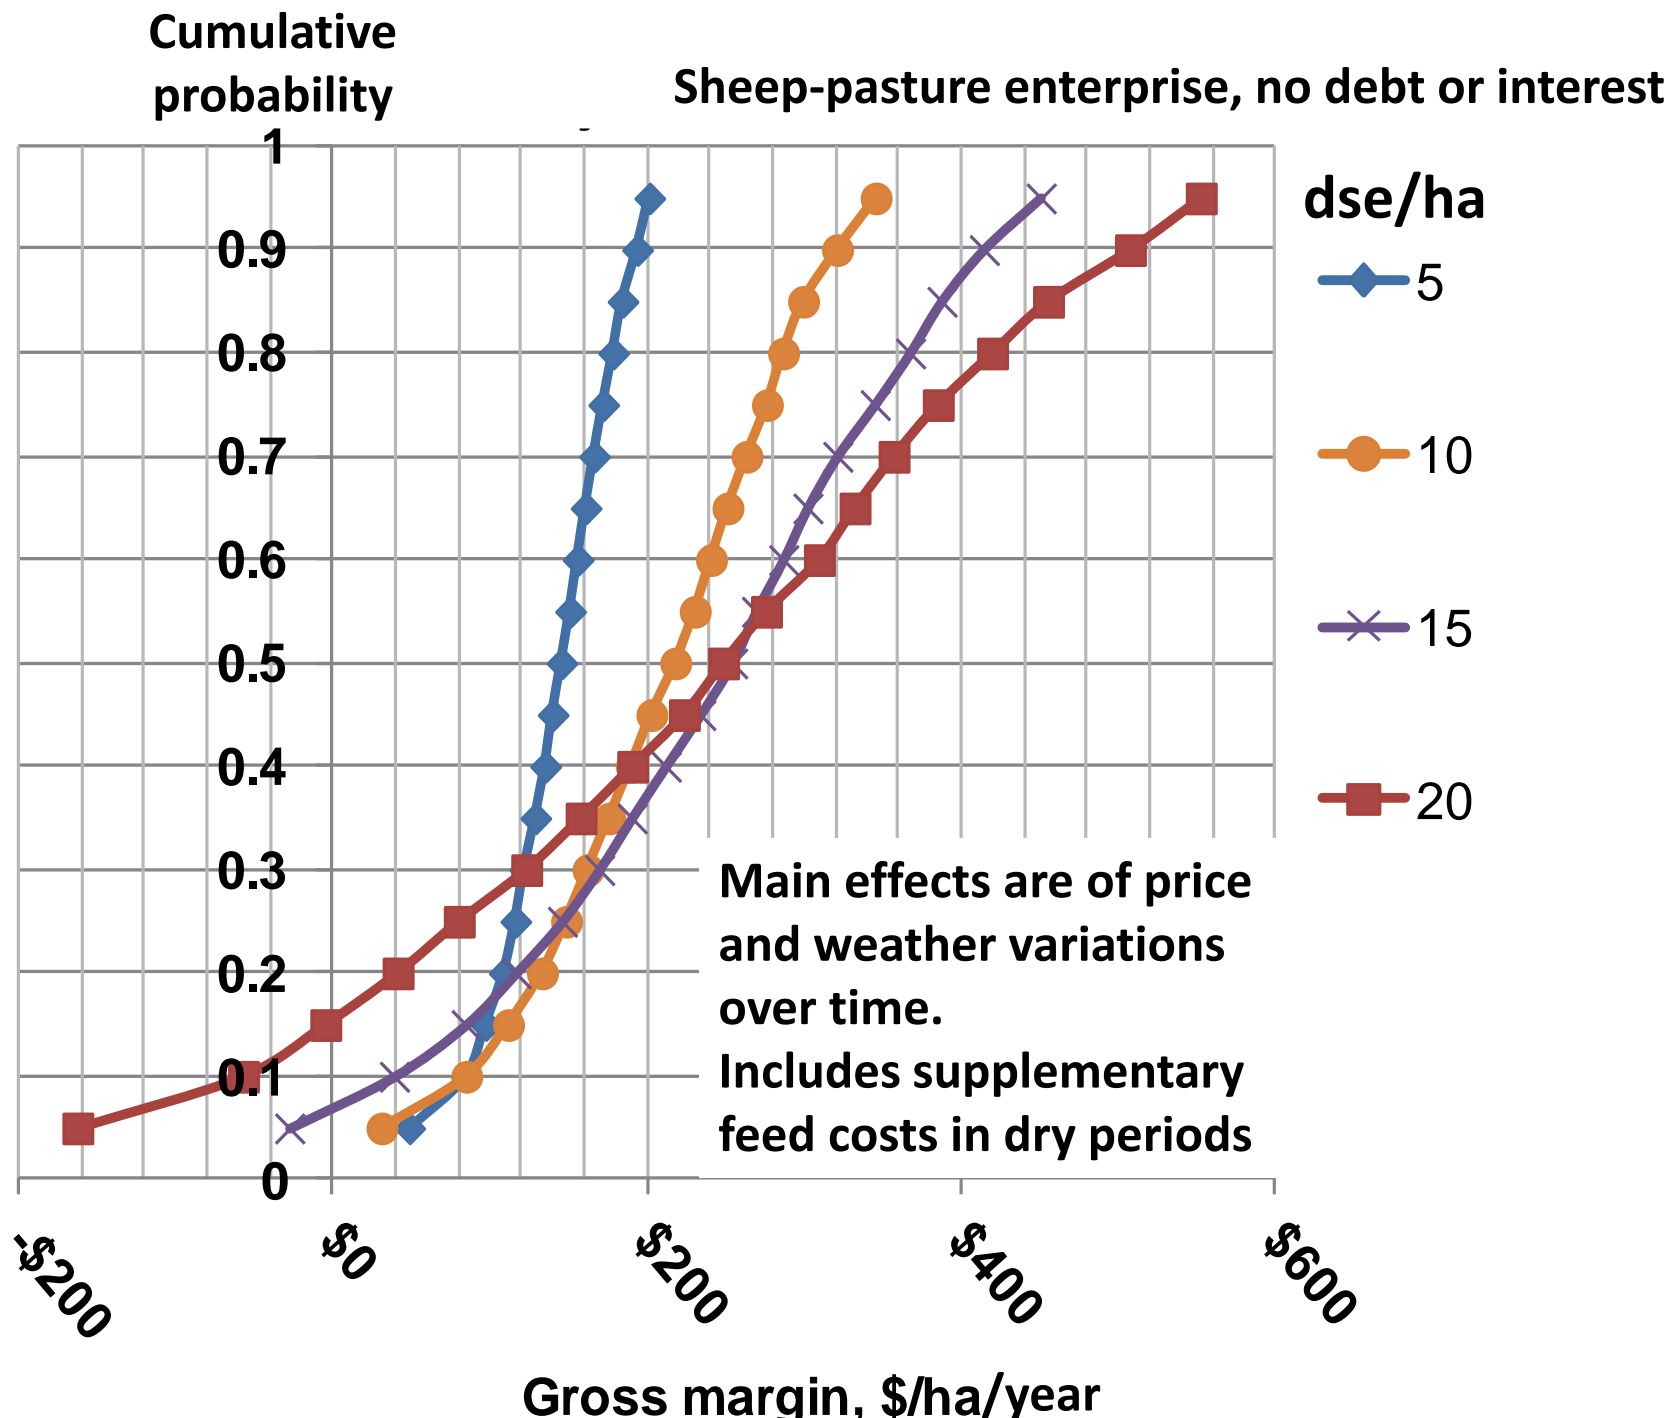 Cumulative
probability
Sheep-pasture enterprise, no debt or interest
1
0.9
0.8
0.7
0.6
0.5
0.4
0.3
0.2
0.1
0
dse/ha
5
10
15
20
Main effects are of price
and weather variations
over time.
Includes supplementary
feed costs in dry periods
-$200
$0
$200
$400
$600
Gross margin, $/ha/year